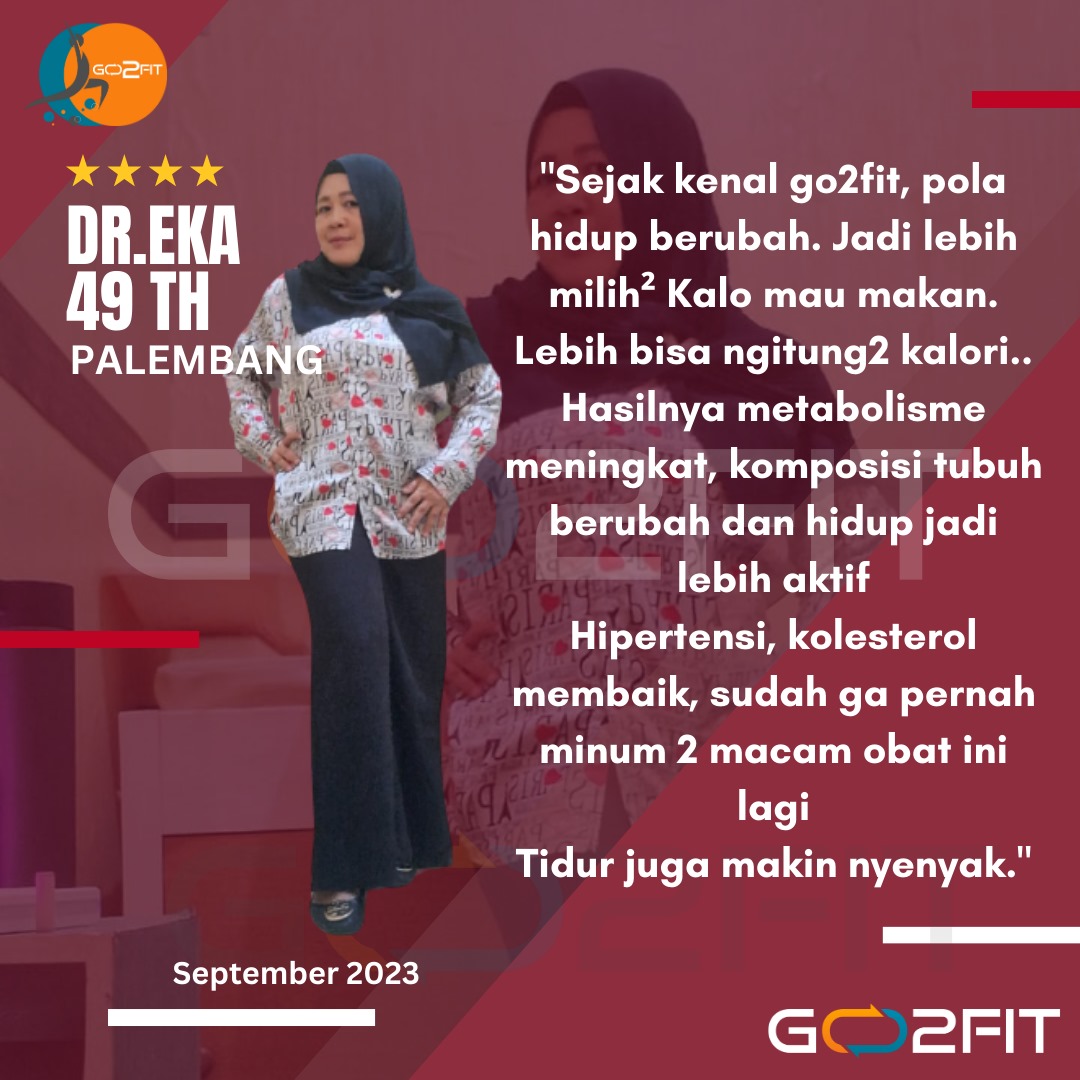 GO2FIT
DR.EKA
49 TH
PALEMBANG
"Sejak kenal go2fit, pola
hidup berubah. Jadi lebih
milih² Kalo mau makan.
Lebih bisa ngitung2 kalori..
Hasilnya metabolisme
meningkat, komposisi tubuh
berubah dan hidup jadi
lebih aktif
Hipertensi, kolesterol
membaik, sudah ga pernah
minum 2 macam obat ini
lagi
Tidur juga makin nyenyak."
GO2FIT
GO2FIT
September 2023
GO2FIT